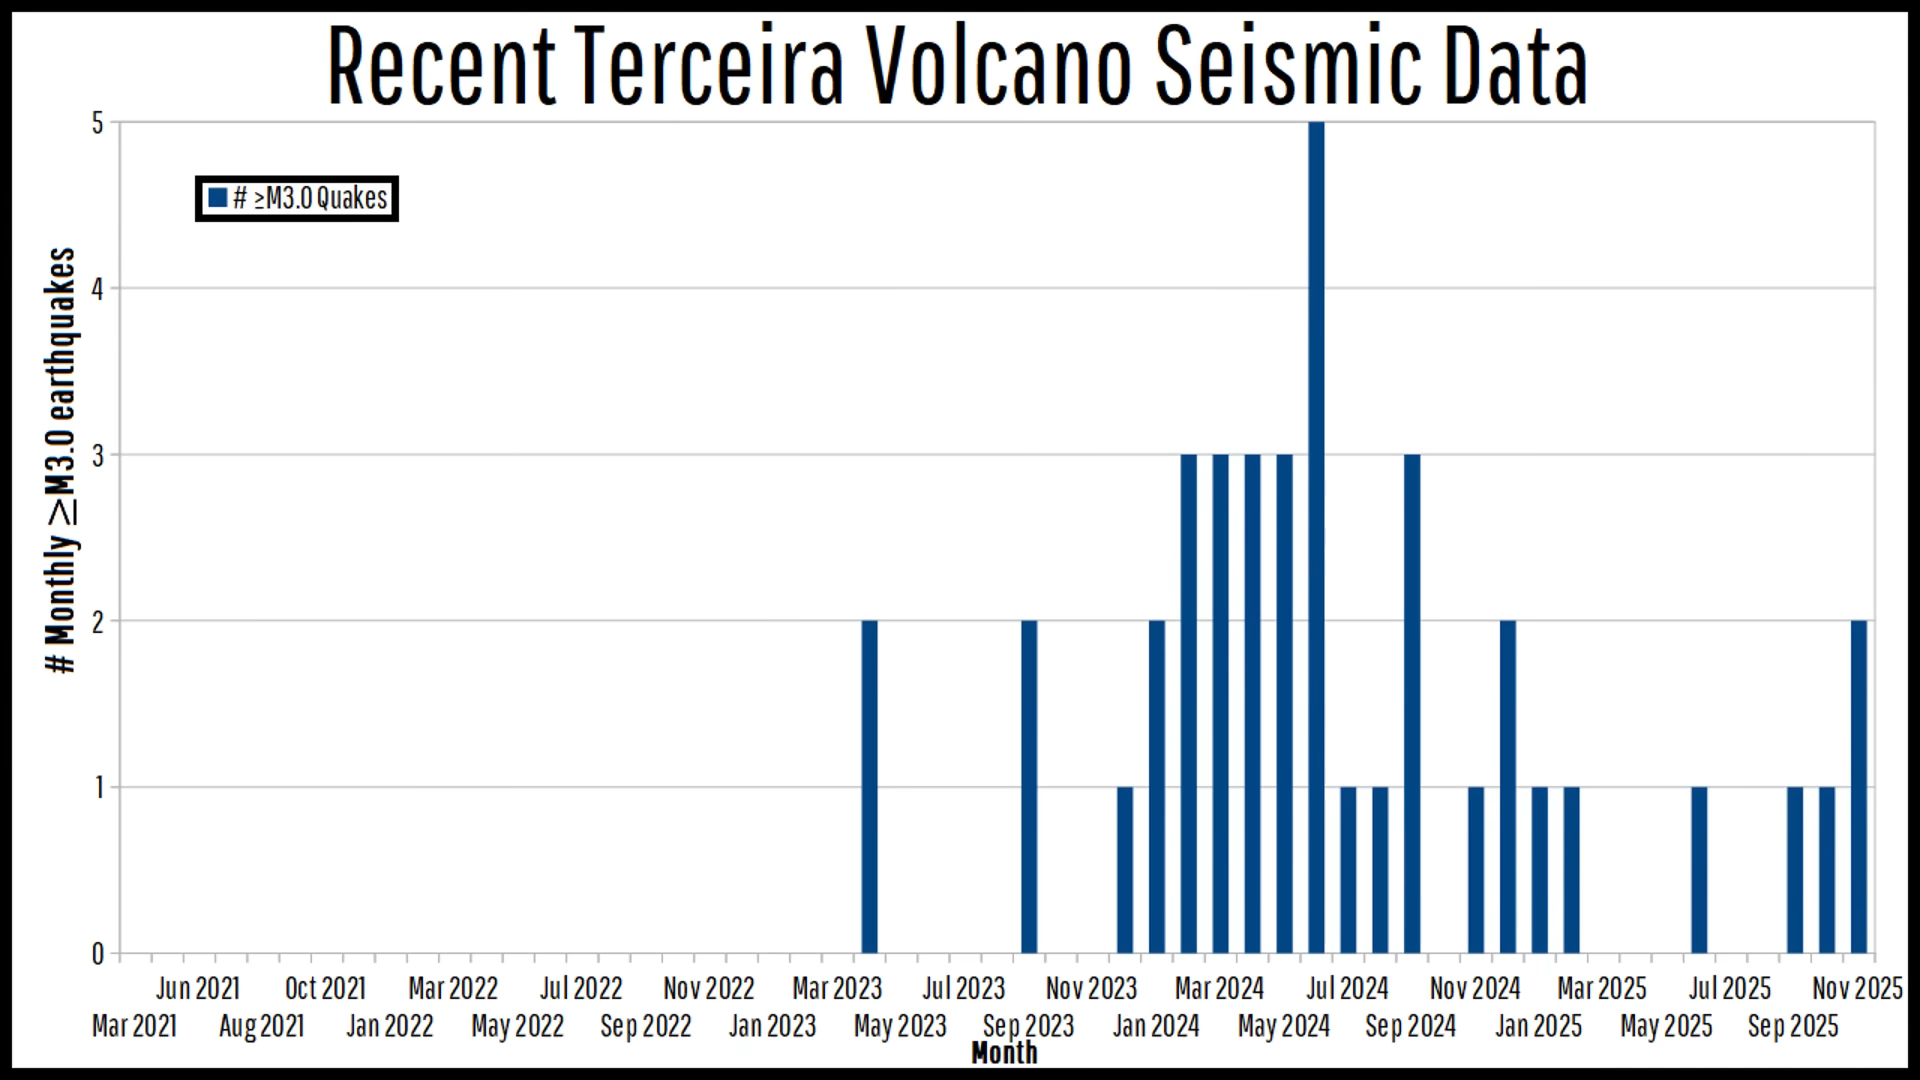 Recent Terceira Volcano Seismic Data
5
# ≥M3.0 Quakes
4
3
2
1
0
# Monthly ≥M3.0 earthquakes
Jun 2021 Oct 2021 Mar 2022 Jul 2022 Nov 2022 Mar 2023 Jul 2023 Nov 2023 Mar 2024 Jul 2024 Nov 2024 Mar 2025 Jul 2025 Nov 2025
Mar 2021 Aug 2021 Jan 2022 May 2022 Sep 2022 Jan 2023 May 2023 Sep 2023 Jan 2024 May 2024 Sep 2024 Jan 2025 May 2025 Sep 2025
Month